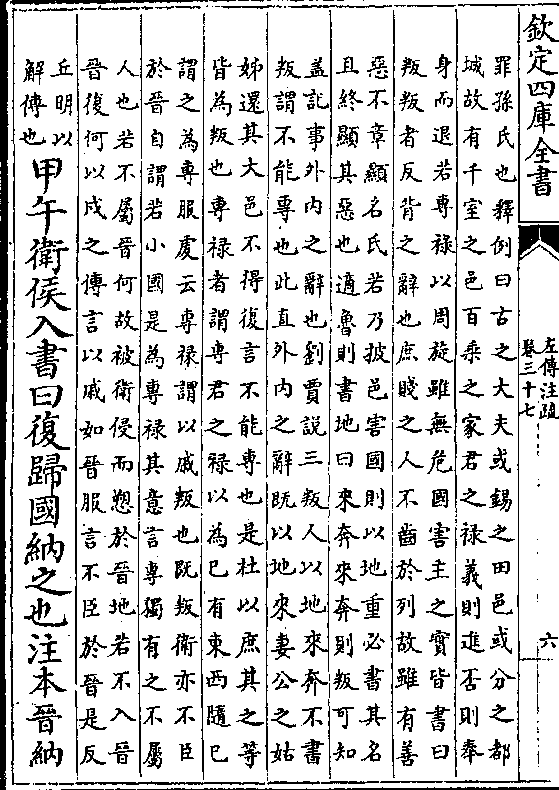 欽定四庫全書
左傳注疏
卷三十七
六
罪孫氏也釋例曰古之大夫或錫之田邑或分之都
城故有千室之邑百乘之家君之祿義則進否則奉
身而退若專祿以周旋雖無危國害主之實皆書曰
叛叛者反背之辭也庶賤之人不齒於列故雖有善
惡不章顯名氏若乃披邑害國則以地重必書其名
且終顯其惡也適魯則書地曰來奔來奔則叛可知
盖記事外內之辭也劉賈説三叛人以地來奔不書
叛謂不能專也此直外內之辭既以地來妻公之姑
姊還其大邑不得復言不能專也是杜以庶其之等
皆為叛也專祿者謂專君之祿以為已有東西隨已
謂之為專服虔云專祿謂以戚叛也既叛衛亦不臣
於晉自謂若小國是為專祿其意言專獨有之不屬
人也若不屬晉何故被衛侵而愬於晉地若不入晉
晉復何以戍之傳言以戚如晉服言不臣於晉是反
丘明以
解傳也
甲午衛侯入書曰復歸國納之也注本晉納